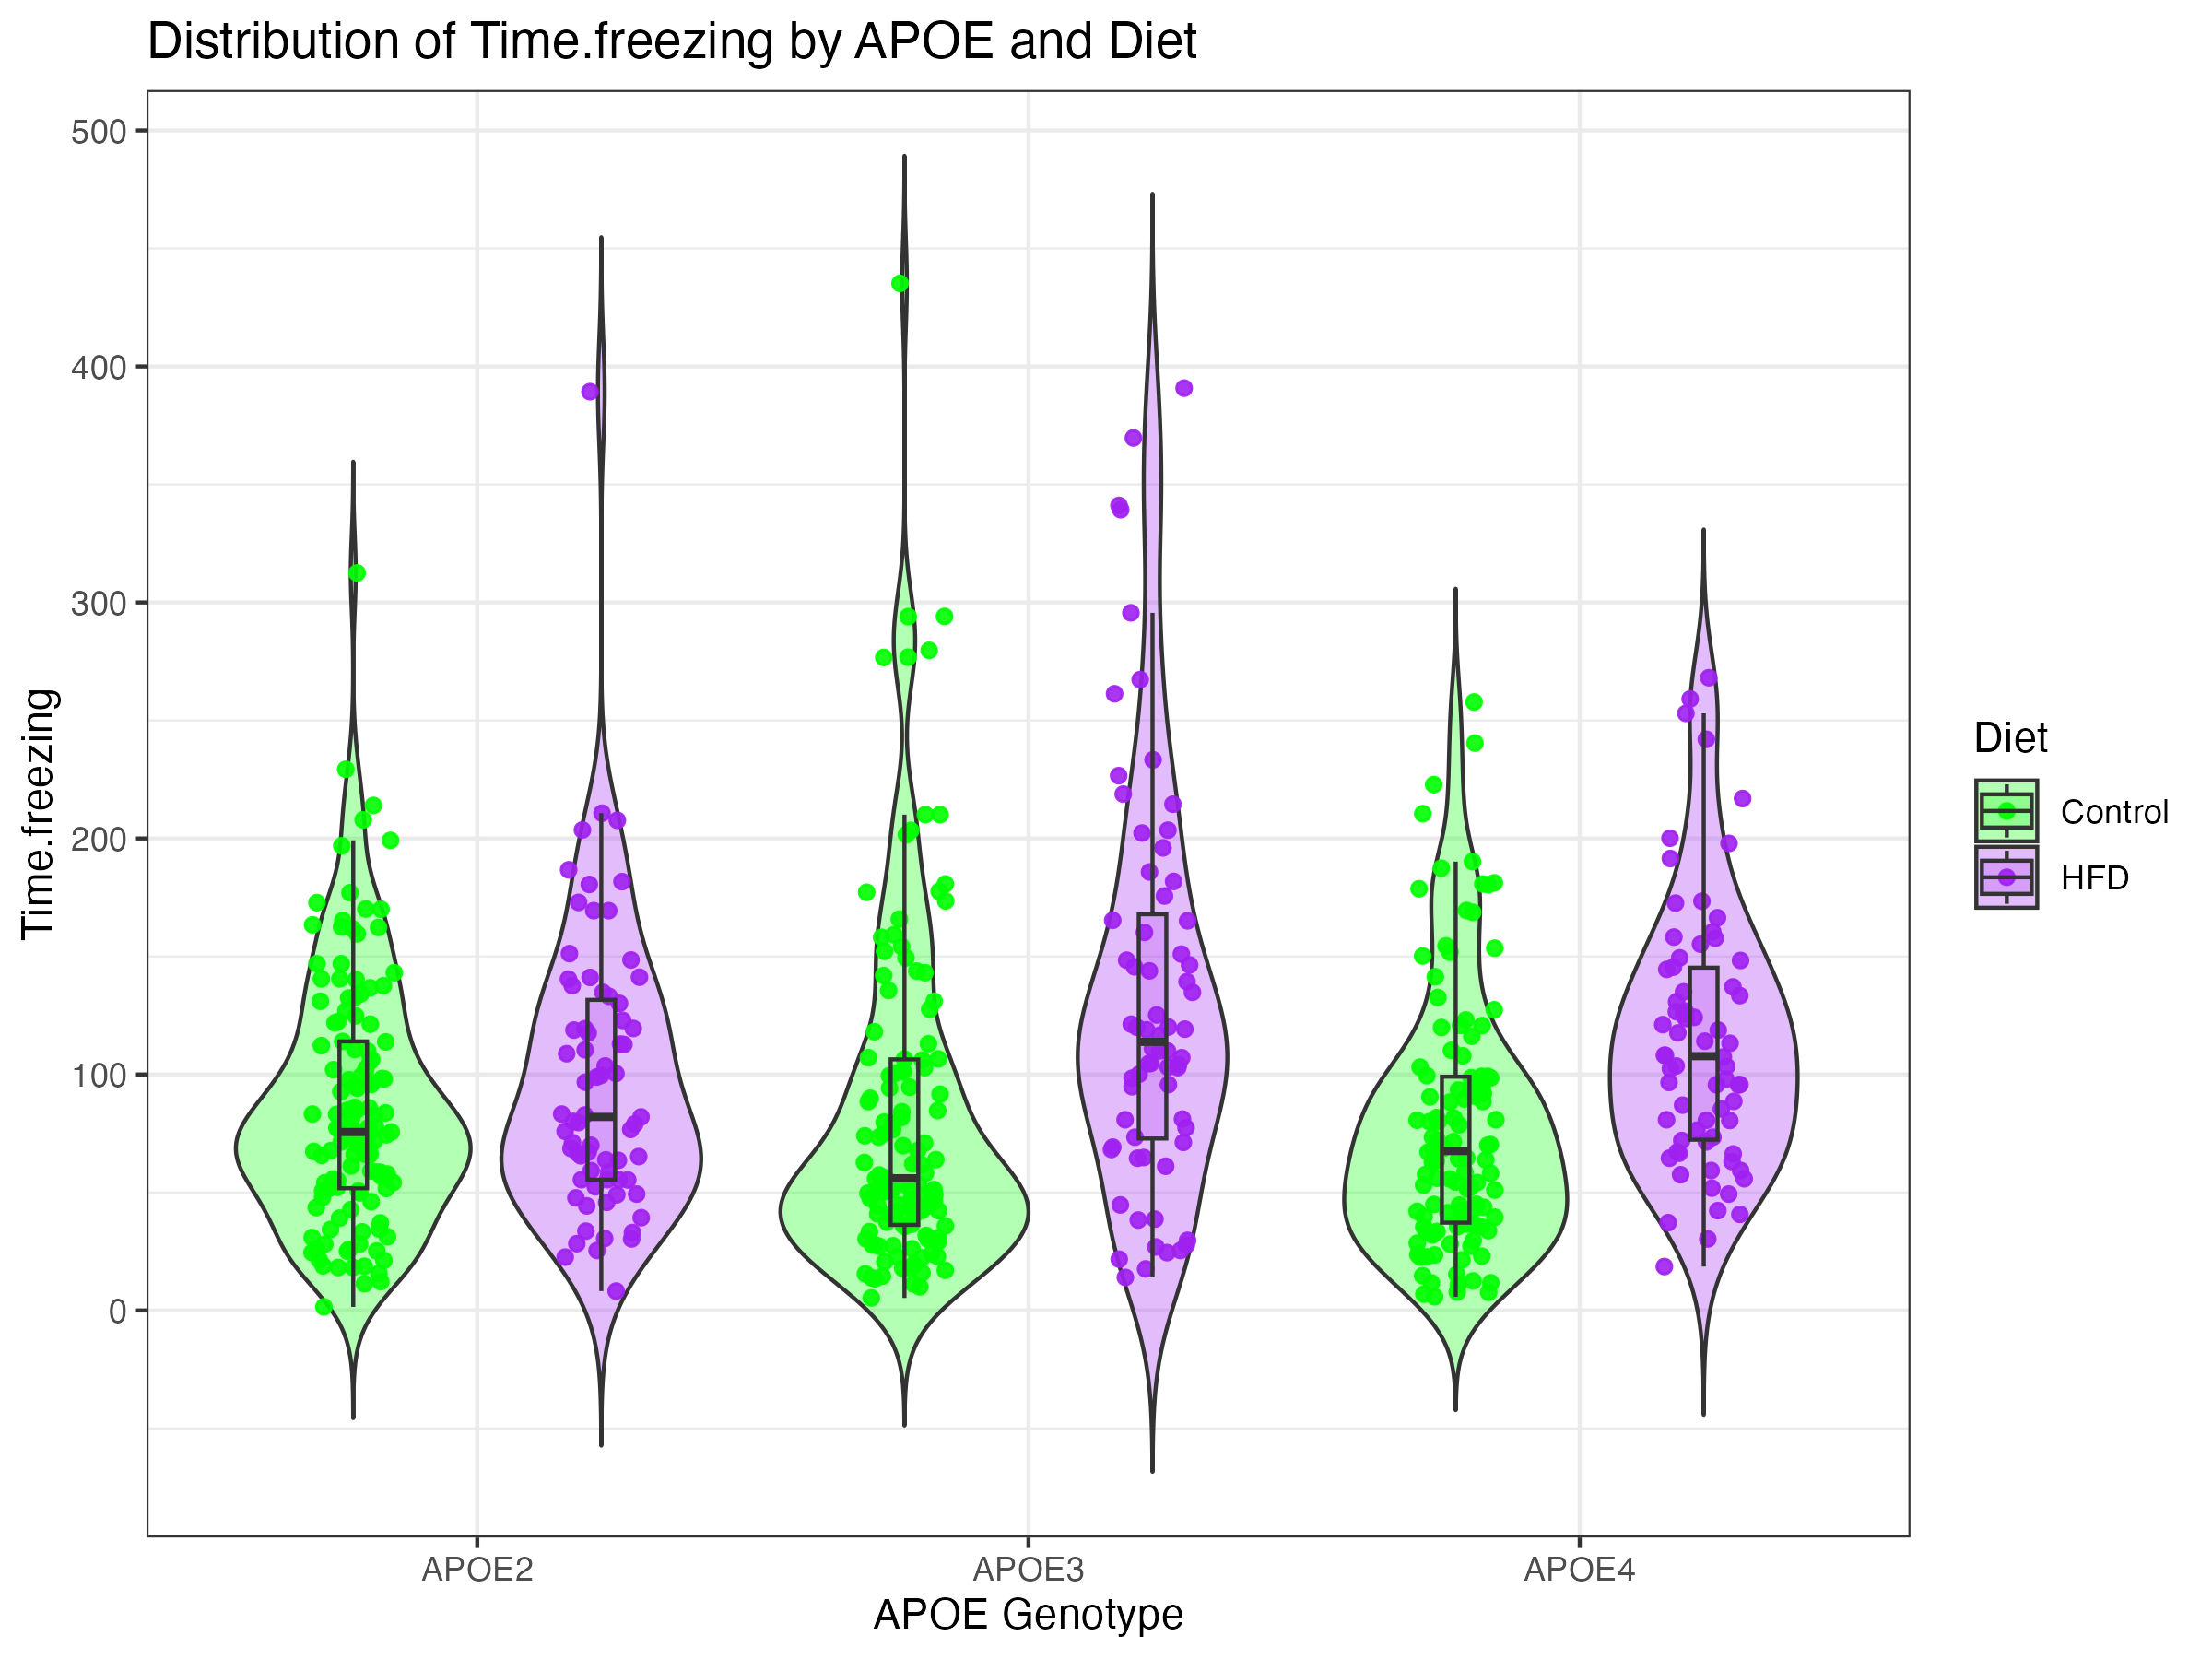 Distribution of Time.freezing by APOE and Diet
500
400
300
200
100
0
Time.freezing
APOE2
APOE3
APOE4
APOE Genotype
Diet
Control
HFD